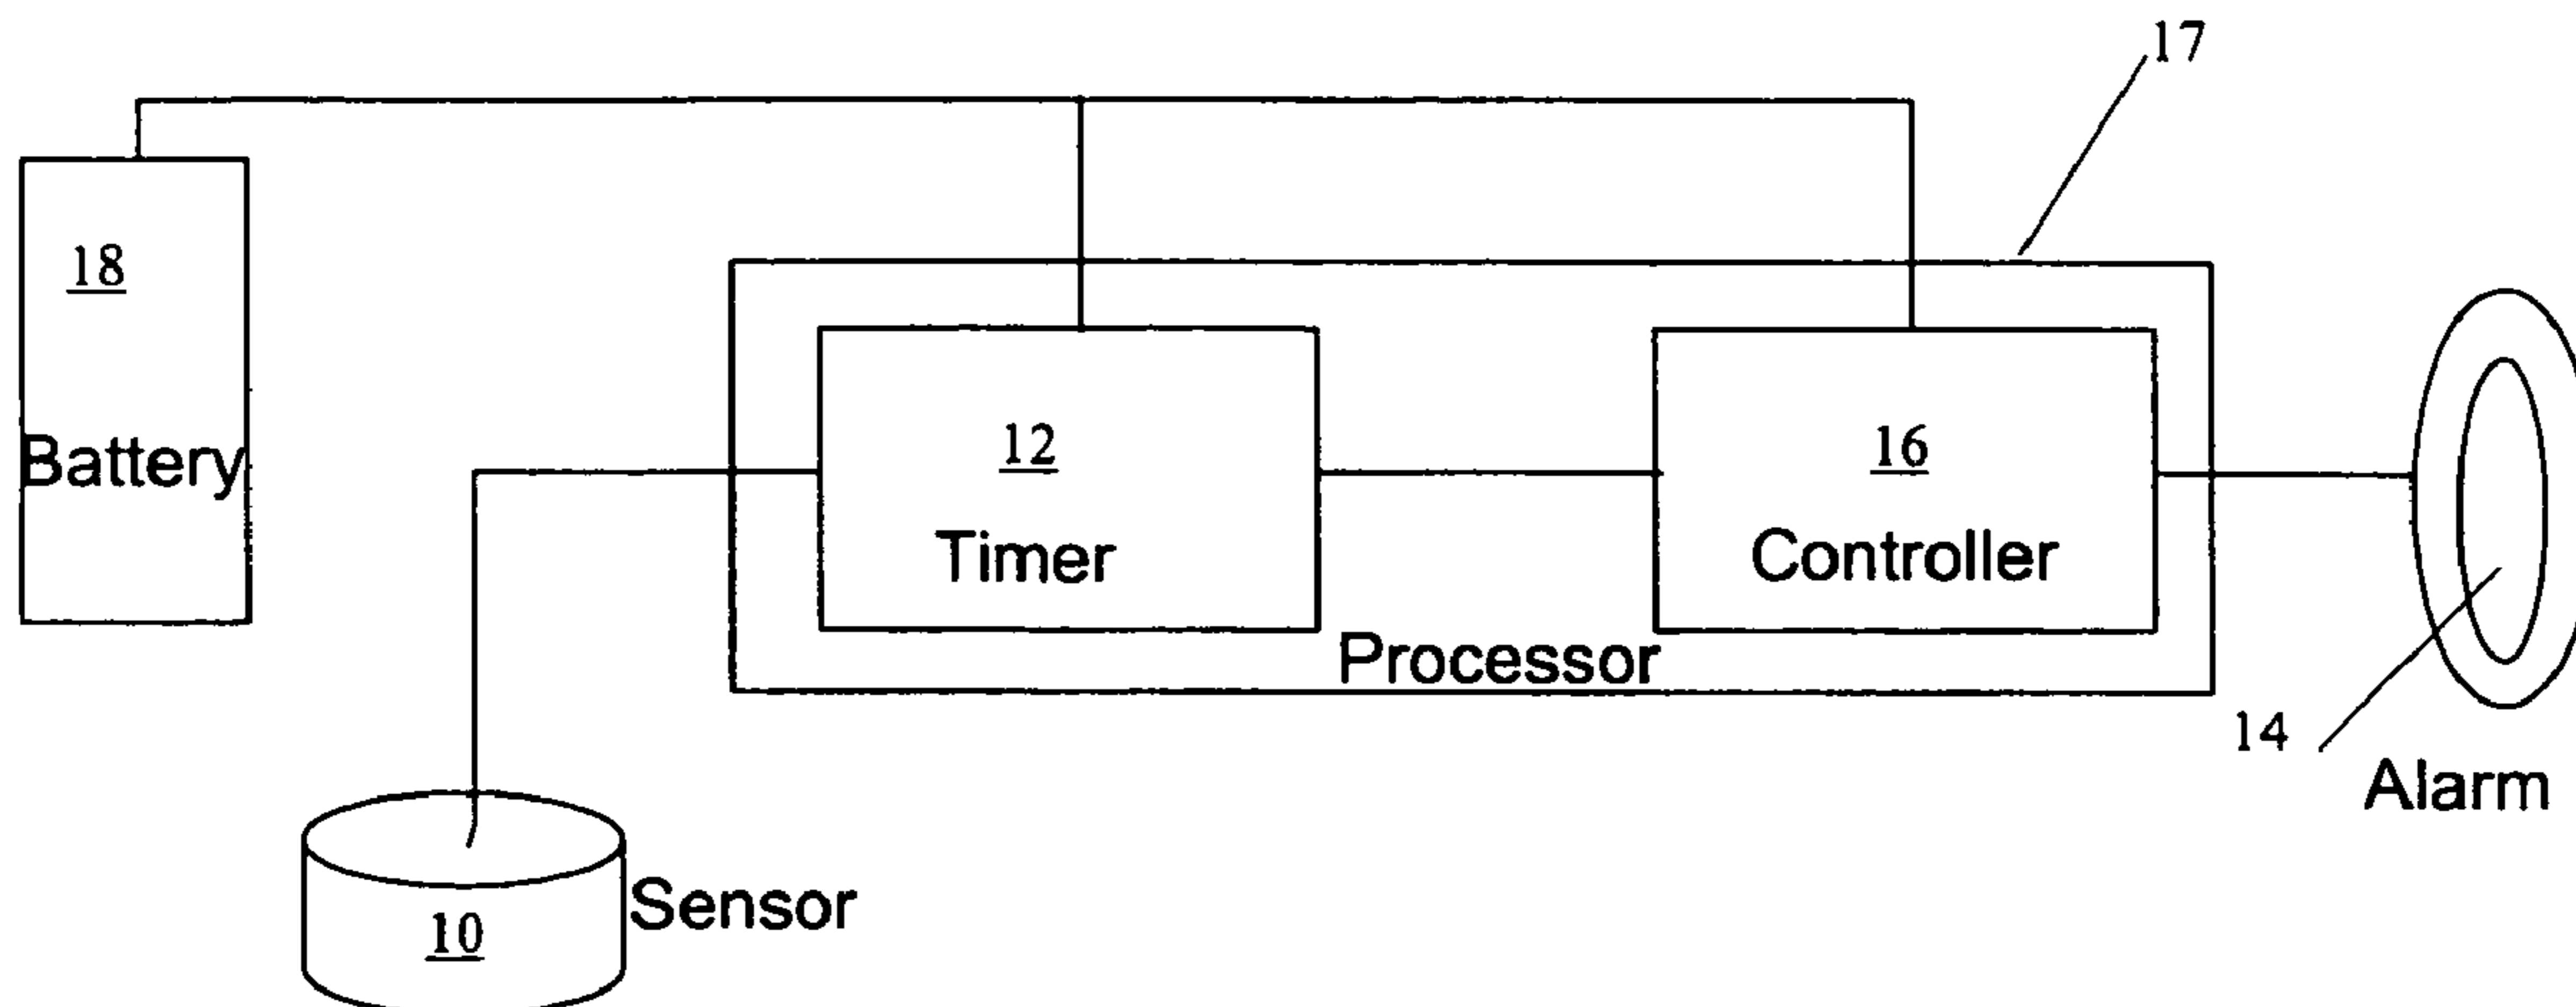 17
18
Battery
12
Timer
16
Controller
Processor
14
Alarm
Sensor
10